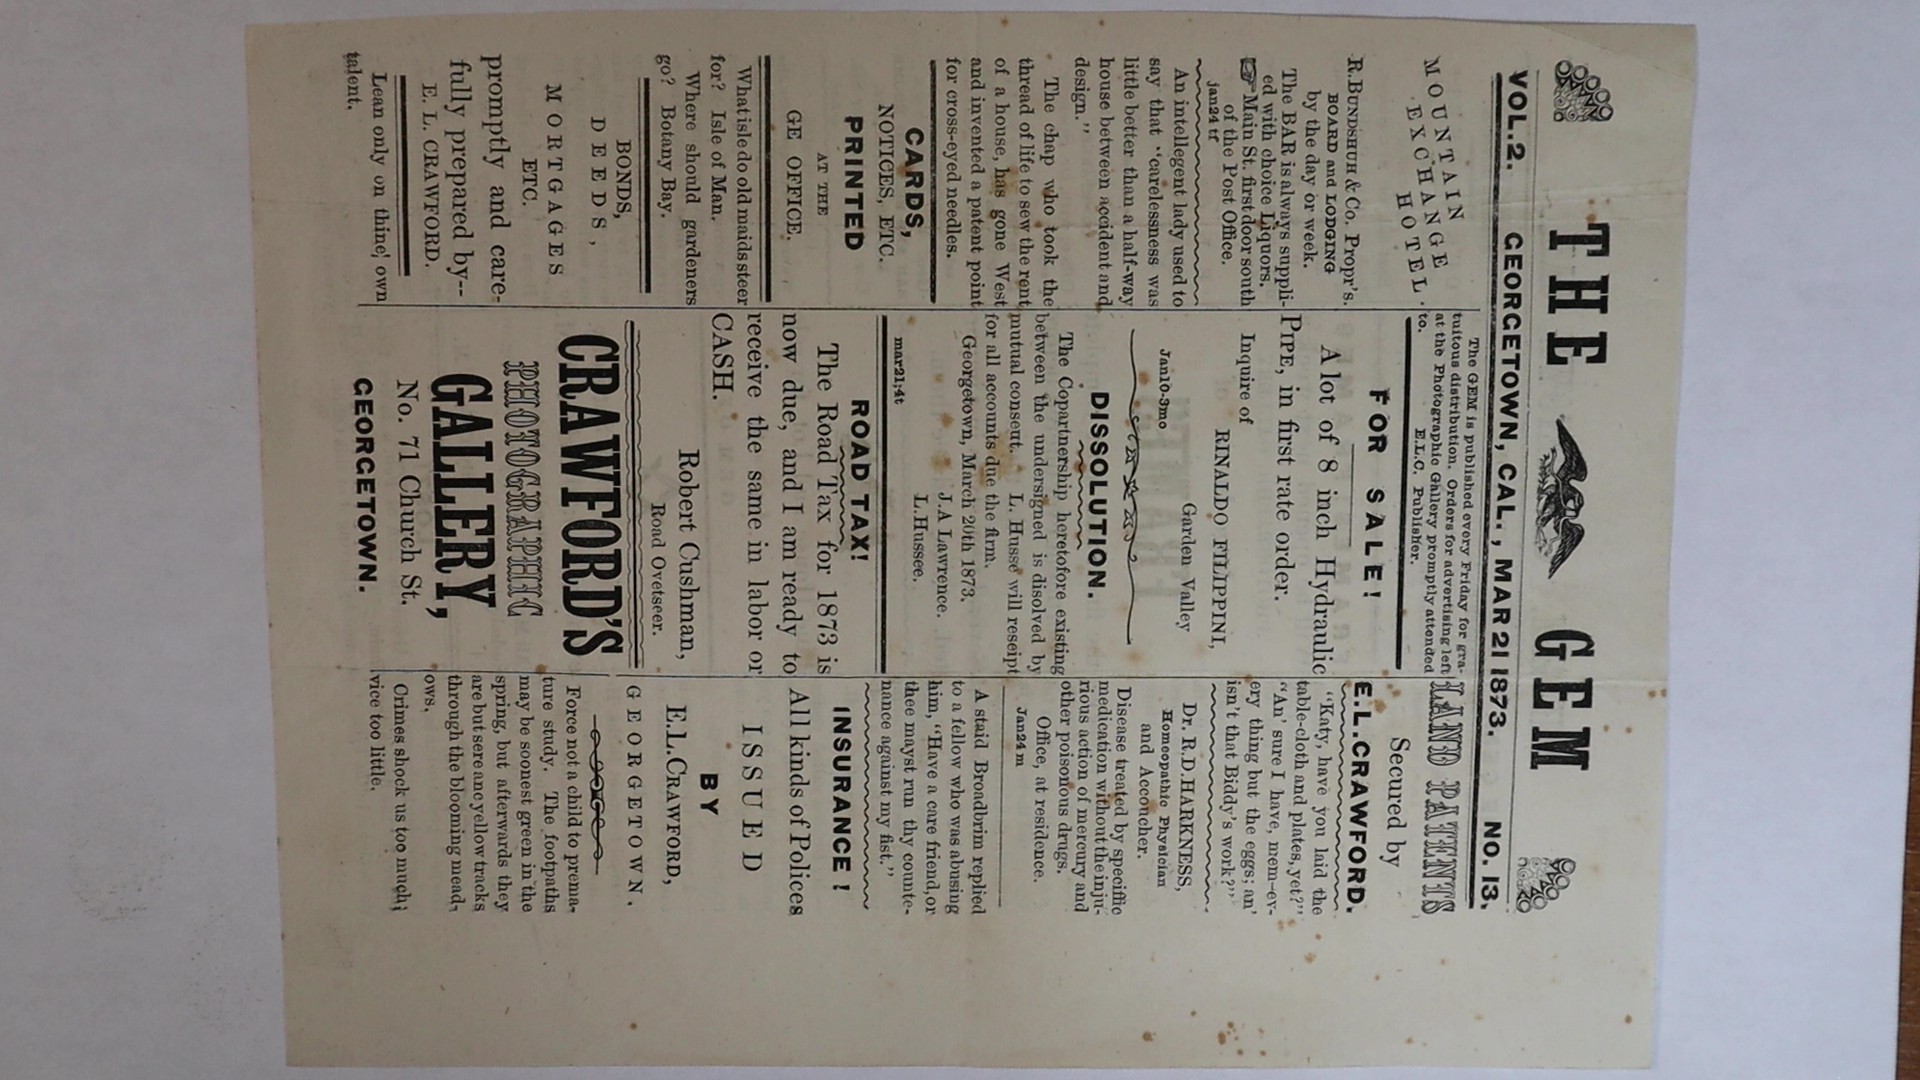 THE GEM
VOL. 2. GEORGETOWN, CAL., MAR 21 1873. NO. 13.
MOUNTAIN
EXCHANGE
HOTEL.
R. BUNDSHUH & Co. Propr's.
BOARD and LODGING
by the day or week.
The BAR is always suppli-
ed with choice Liquors.
☞Main St. first door south
of the Post Office.
jan24 tf
An intellegent lady used to
say that "carelessness was
little better than a half-way
house between accident and
design."
The chap who took the
thread of life to sew the rent
of a house, has gone West
and invented a patent point
for cross-eyed needles.
CARDS,
NOTICES, ETC.
PRINTED
AT THE
GE OFFICE.
What isle do old maids steer
for? Isle of Man.
Where should gardeners
go? Botany Bay.
BONDS,
DEEDS,
MORTGAGES
ETC.
promptly and care-
fully prepared by--
E. L. CRAWFORD.
Lean only on thine, own
talent.
The GEM is published every Friday for gra-
tuitous distribution. Orders for advertising left
at the Photographic Gallery promptly attended
to. E.L.C. Publisher.
FOR SALE!
A lot of 8 inch Hydraulic
PIPE, in first rate order.
Inquire of
RINALDO FILIPPINI,
Garden Valley
Jan10-3mo
DISSOLUTION.
The Copartnership heretofore existing
between the undersigned is disolved by
mutual conseut. L. Husse will reseipt
for all accounts due the firm.
Georgetown, March 20th 1873.
J.A Lawrence.
L.Hussee.
mar21;4t
ROAD TAX!
The Road Tax for 1873 is
now due, and I am ready to
receive the same in labor or
CASH.
Robert Cushman,
Road Ovetseer.
CRAWFORD'S
PHOTOGRAPHIC
GALLERY,
No. 71 Church St.
GEORGETOWN.
LAND PATENTS
Secured by
E.L.CRAWFORD.
"Katy, have you laid the
table-cloth and plates, yet?"
"An' sure I have, mem-ev-
ery thing but the eggs; an'
isn't that Biddy's work?"
Dr. R.D.HARKNESS,
Homeopathic Physician
and Accoucher.
Disease treated by speciffic
medication without the inju-
rious action of mercury and
other poisonous drugs.
Office, at residence.
Jan24 m
A staid Broadbrim replied
to a fellow who was abusing
him, "Have a care friend, or
thee mayst run thy counte-
nance against my fist."
INSURANCE!
All kinds of Polices
ISSUED
BY
E.L.CRAWFORD,
GEORGETOWN.
Force not a child to prema-
ture study. The footpaths
may be soonest green in the
spring, but afterwards they
are but sere and yellow tracks
through the blooming mead-
ows.
Crimes shock us too much;
vice too little.